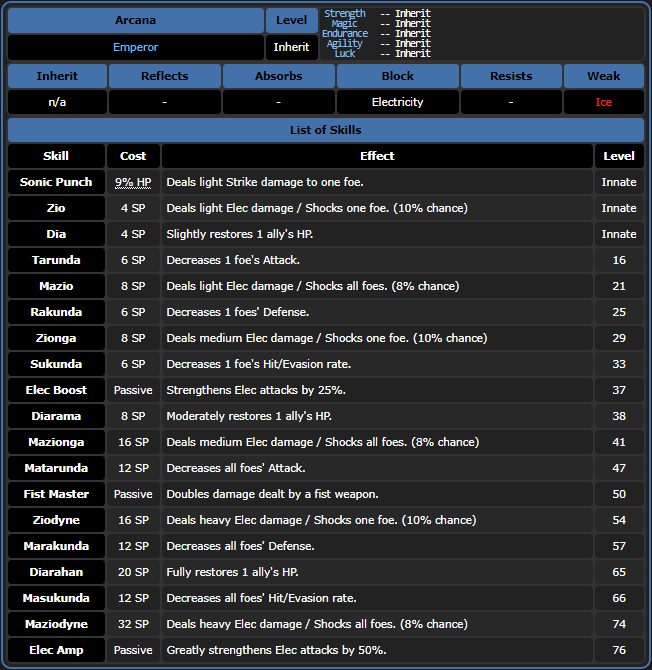 Arcana Level Strength -- Inherit
Magic -- Inherit
Endurance -- Inherit
Emperor Inherit Agility -- Inherit
Luck -- Inherit
Inherit Reflects Absorbs Block Resists Weak
n/a - - Electricity - Ice
List of Skills
Skill Cost Effect Level
Sonic Punch 9% HP Deals light Strike damage to one foe. Innate
Zio 4 SP Deals light Elec damage / Shocks one foe. (10% chance) Innate
Dia 4 SP Slightly restores 1 ally's HP. Innate
Tarunda 6 SP Decreases 1 foe's Attack. 16
Mazio 8 SP Deals light Elec damage / Shocks all foes. (8% chance) 21
Rakunda 6 SP Decreases 1 foes' Defense. 25
Zionga 8 SP Deals medium Elec damage / Shocks one foe. (10% chance) 29
Sukunda 6 SP Decreases 1 foe's Hit/Evasion rate. 33
Elec Boost Passive Strengthens Elec attacks by 25%. 37
Diarama 8 SP Moderately restores 1 ally's HP. 38
Mazionga 16 SP Deals medium Elec damage / Shocks all foes. (8% chance) 41
Matarunda 12 SP Decreases all foes' Attack. 47
Fist Master Passive Doubles damage dealt by a fist weapon. 50
Ziodyne 16 SP Deals heavy Elec damage / Shocks one foe. (10% chance) 54
Marakunda 12 SP Decreases all foes' Defense. 57
Diarahan 20 SP Fully restores 1 ally's HP. 65
Masukunda 12 SP Decreases all foes' Hit/Evasion rate. 66
Maziodyne 32 SP Deals heavy Elec damage / Shocks all foes. (8% chance) 74
Elec Amp Passive Greatly strengthens Elec attacks by 50%. 76